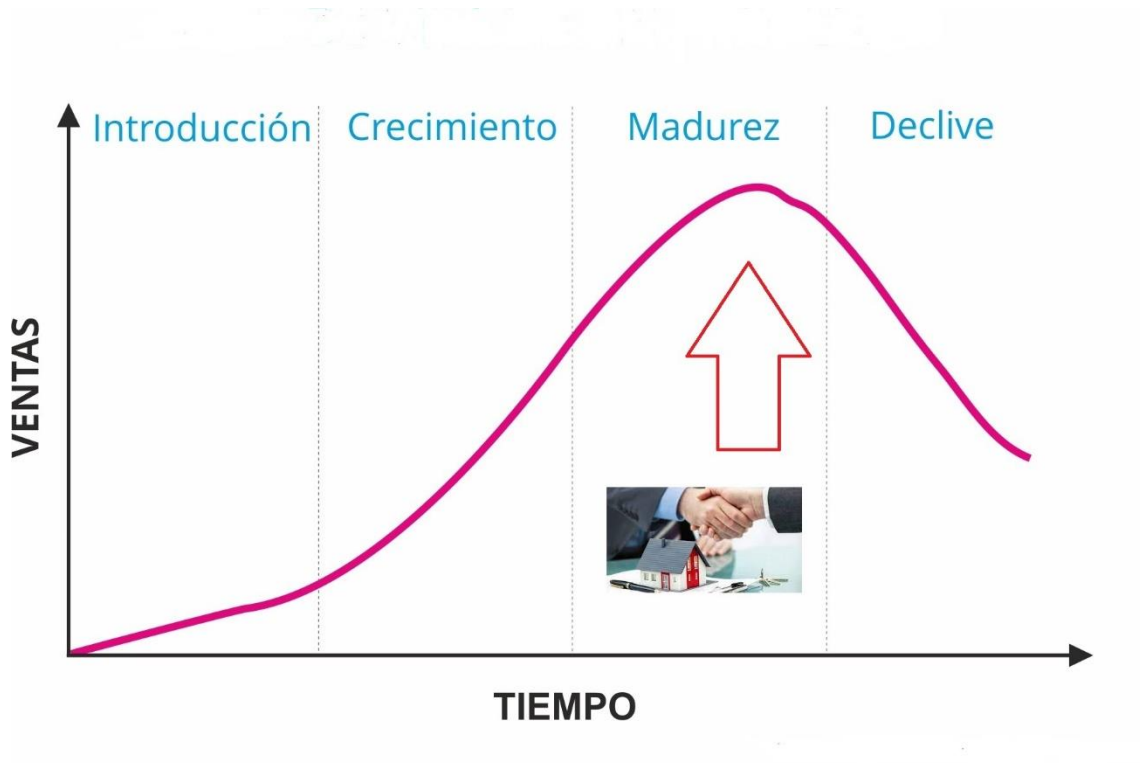 Introducción
Crecimiento
Madurez
Declive
VENTAS
TIEMPO